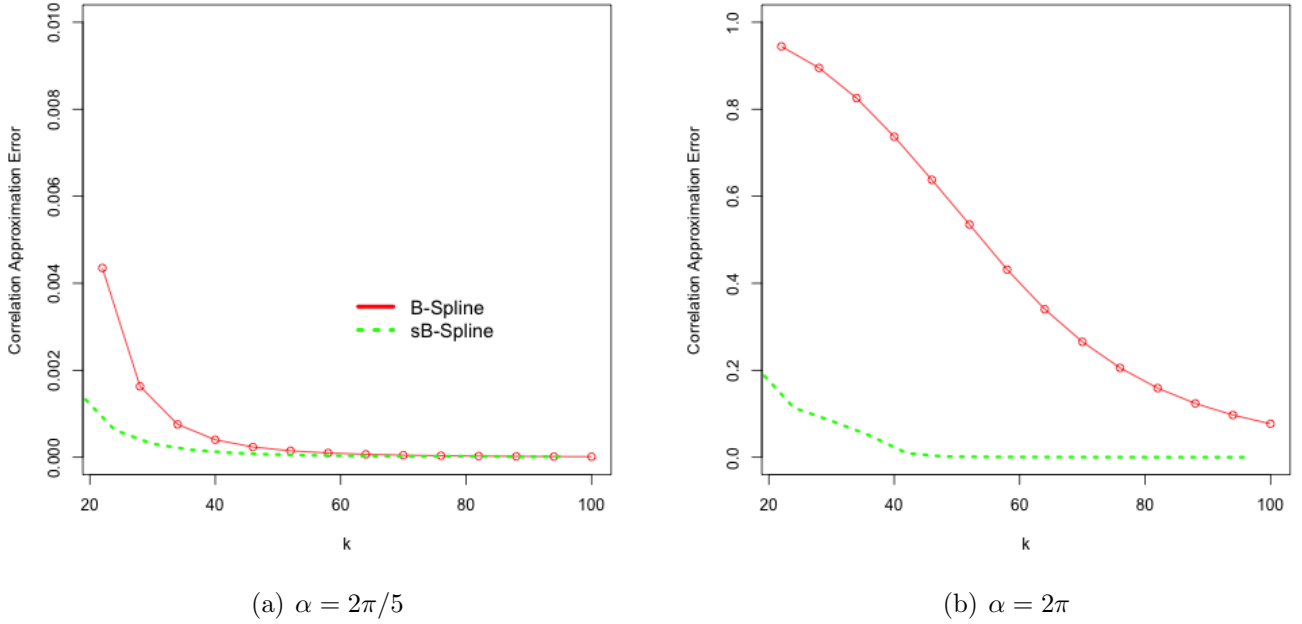 Correlation Approximation Error
0.010
0.008
0.006
0.004
0.002
0.000
B-Spline
sB-Spline
20 40 60 80 100
k
(a) α = 2π/5
Correlation Approximation Error
1.0
0.8
0.6
0.4
0.2
0.0
20 40 60 80 100
k
(b) α = 2π